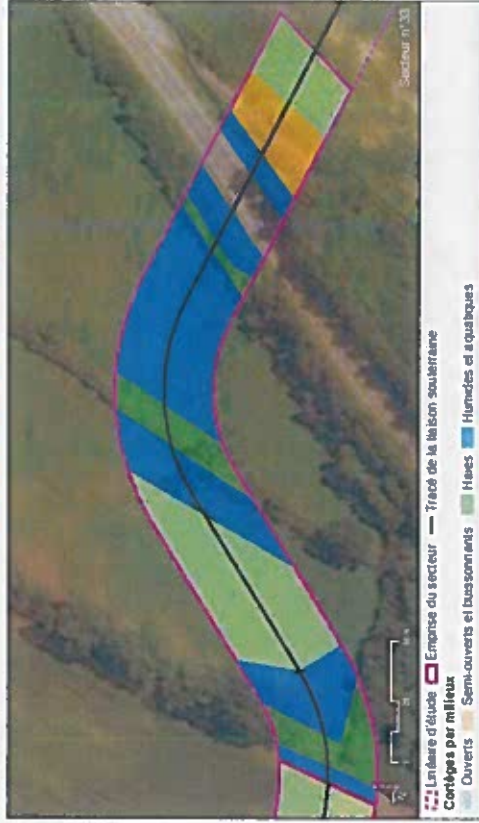 Secteur n°33
Linéaire d'étude Emprise du secteur Tracé de la liaison souterraine
Cortèges par milieux
Ouverts Semi-ouverts et buissonnants Haies Humides et aquatiques